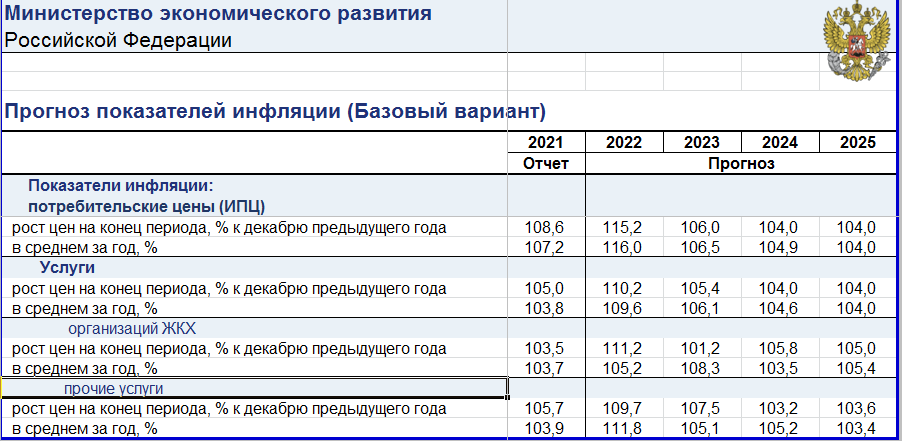 Министерство экономического развития
Российской Федерации
Прогноз показателей инфляции (Базовый вариант)
2021 2022 2023 2024 2025
Отчет Прогноз
Показатели инфляции:
потребительские цены (ИПЦ)
рост цен на конец периода, % к декабрю предыдущего года 108,6 115,2 106,0 104,0 104,0
в среднем за год, % 107,2 116,0 106,5 104,9 104,0
Услуги
рост цен на конец периода, % к декабрю предыдущего года 105,0 110,2 105,4 104,0 104,0
в среднем за год, % 103,8 109,6 106,1 104,6 104,0
организаций ЖКХ
рост цен на конец периода, % к декабрю предыдущего года 103,5 111,2 101,2 105,8 105,0
в среднем за год, % 103,7 105,2 108,3 103,5 105,4
прочие услуги
рост цен на конец периода, % к декабрю предыдущего года 105,7 109,7 107,5 103,2 103,6
в среднем за год, % 103,9 111,8 105,1 105,2 103,4